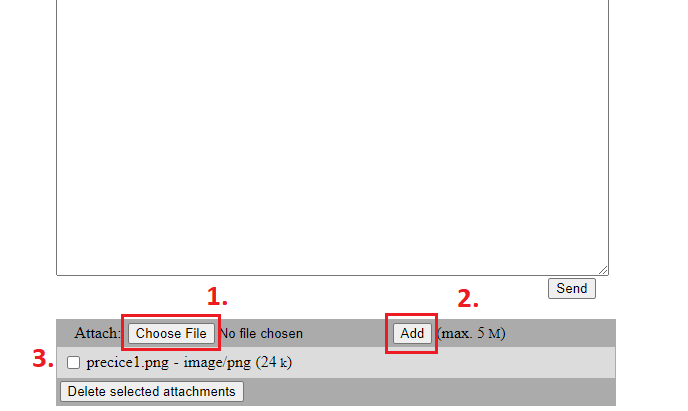 Send
1.
2.
Attach: Choose File No file chosen Add (max. 5 M)
3.
precice1.png - image/png (24 k)
Delete selected attachments